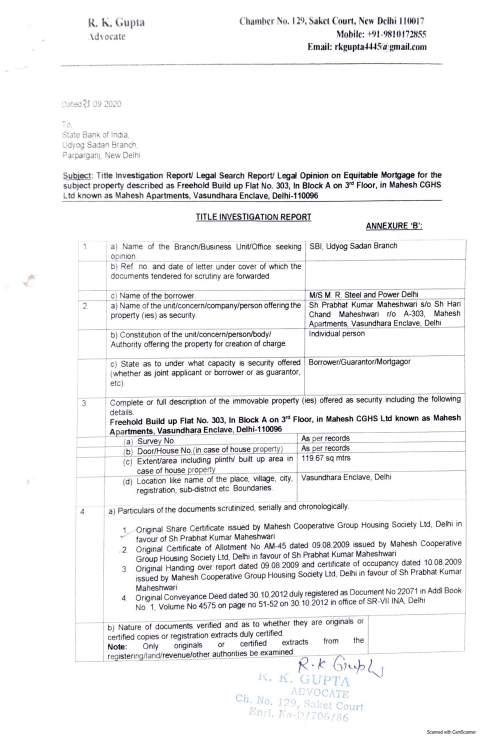 R. K. Gupta
Advocate
Chamber No. 129, Saket Court, New Delhi 110017
Mobile: +91-9810172855
Email: rkgupta4445@gmail.com
Dated 23 09 2020
To,
State Bank of India,
Udyog Sadan Branch,
Parparganj, New Delhi
Subject: Title Investigation Report/ Legal Search Report/ Legal Opinion on Equitable Mortgage for the
subject property described as Freehold Build up Flat No. 303, In Block A on 3rd Floor, in Mahesh CGHS
Ltd known as Mahesh Apartments, Vasundhara Enclave, Delhi-110096
TITLE INVESTIGATION REPORT
ANNEXURE 'B':
1
a) Name of the Branch/Business Unit/Office seeking
opinion.
SBI, Udyog Sadan Branch
b) Ref. no. and date of letter under cover of which the
documents tendered for scrutiny are forwarded
c) Name of the borrower
M/S M. R. Steel and Power Delhi
2.
a) Name of the unit/concern/company/person offering the
property (ies) as security.
Sh Prabhat Kumar Maheshwari s/o Sh Hari
Chand Maheshwari r/o A-303, Mahesh
Apartments, Vasundhara Enclave, Delhi
b) Constitution of the unit/concern/person/body/
Authority offering the property for creation of charge.
Individual person
c) State as to under what capacity is security offered
(whether as joint applicant or borrower or as guarantor,
etc).
Borrower/Guarantor/Mortgagor
3.
Complete or full description of the immovable property (ies) offered as security including the following
details.
Freehold Build up Flat No. 303, In Block A on 3rd Floor, in Mahesh CGHS Ltd known as Mahesh
Apartments, Vasundhara Enclave, Delhi-110096
(a) Survey No.
As per records
(b) Door/House No.(in case of house property)
As per records
(c) Extent/area including plinth/ built up area in
case of house property
119.67 sq mtrs
(d) Location like name of the place, village, city,
registration, sub-district etc. Boundaries.
Vasundhara Enclave, Delhi
4.
a) Particulars of the documents scrutinized, serially and chronologically.
1. Original Share Certificate issued by Mahesh Cooperative Group Housing Society Ltd, Delhi in
favour of Sh Prabhat Kumar Maheshwari
2. Original Certificate of Allotment No AM-45 dated 09.08.2009 issued by Mahesh Cooperative
Group Housing Society Ltd, Delhi in favour of Sh Prabhat Kumar Maheshwari
3. Original Handing over report dated 09.08.2009 and certificate of occupancy dated 10.08.2009
issued by Mahesh Cooperative Group Housing Society Ltd, Delhi in favour of Sh Prabhat Kumar
Maheshwari
4. Original Conveyance Deed dated 30.10.2012 duly registered as Document No 22071 in Addl Book
No. 1, Volume No 4575 on page no 51-52 on 30.10.2012 in office of SR-VII INA, Delhi
b) Nature of documents verified and as to whether they are originals or
certified copies or registration extracts duly certified.
Note: Only originals or certified extracts from the
registering/land/revenue/other authorities be examined.
R.K Gupta
R. K. GUPTA
ADVOCATE
Ch. No. 129, Saket Court
Enrl. No-D/706/86
Scanned with CamScanner